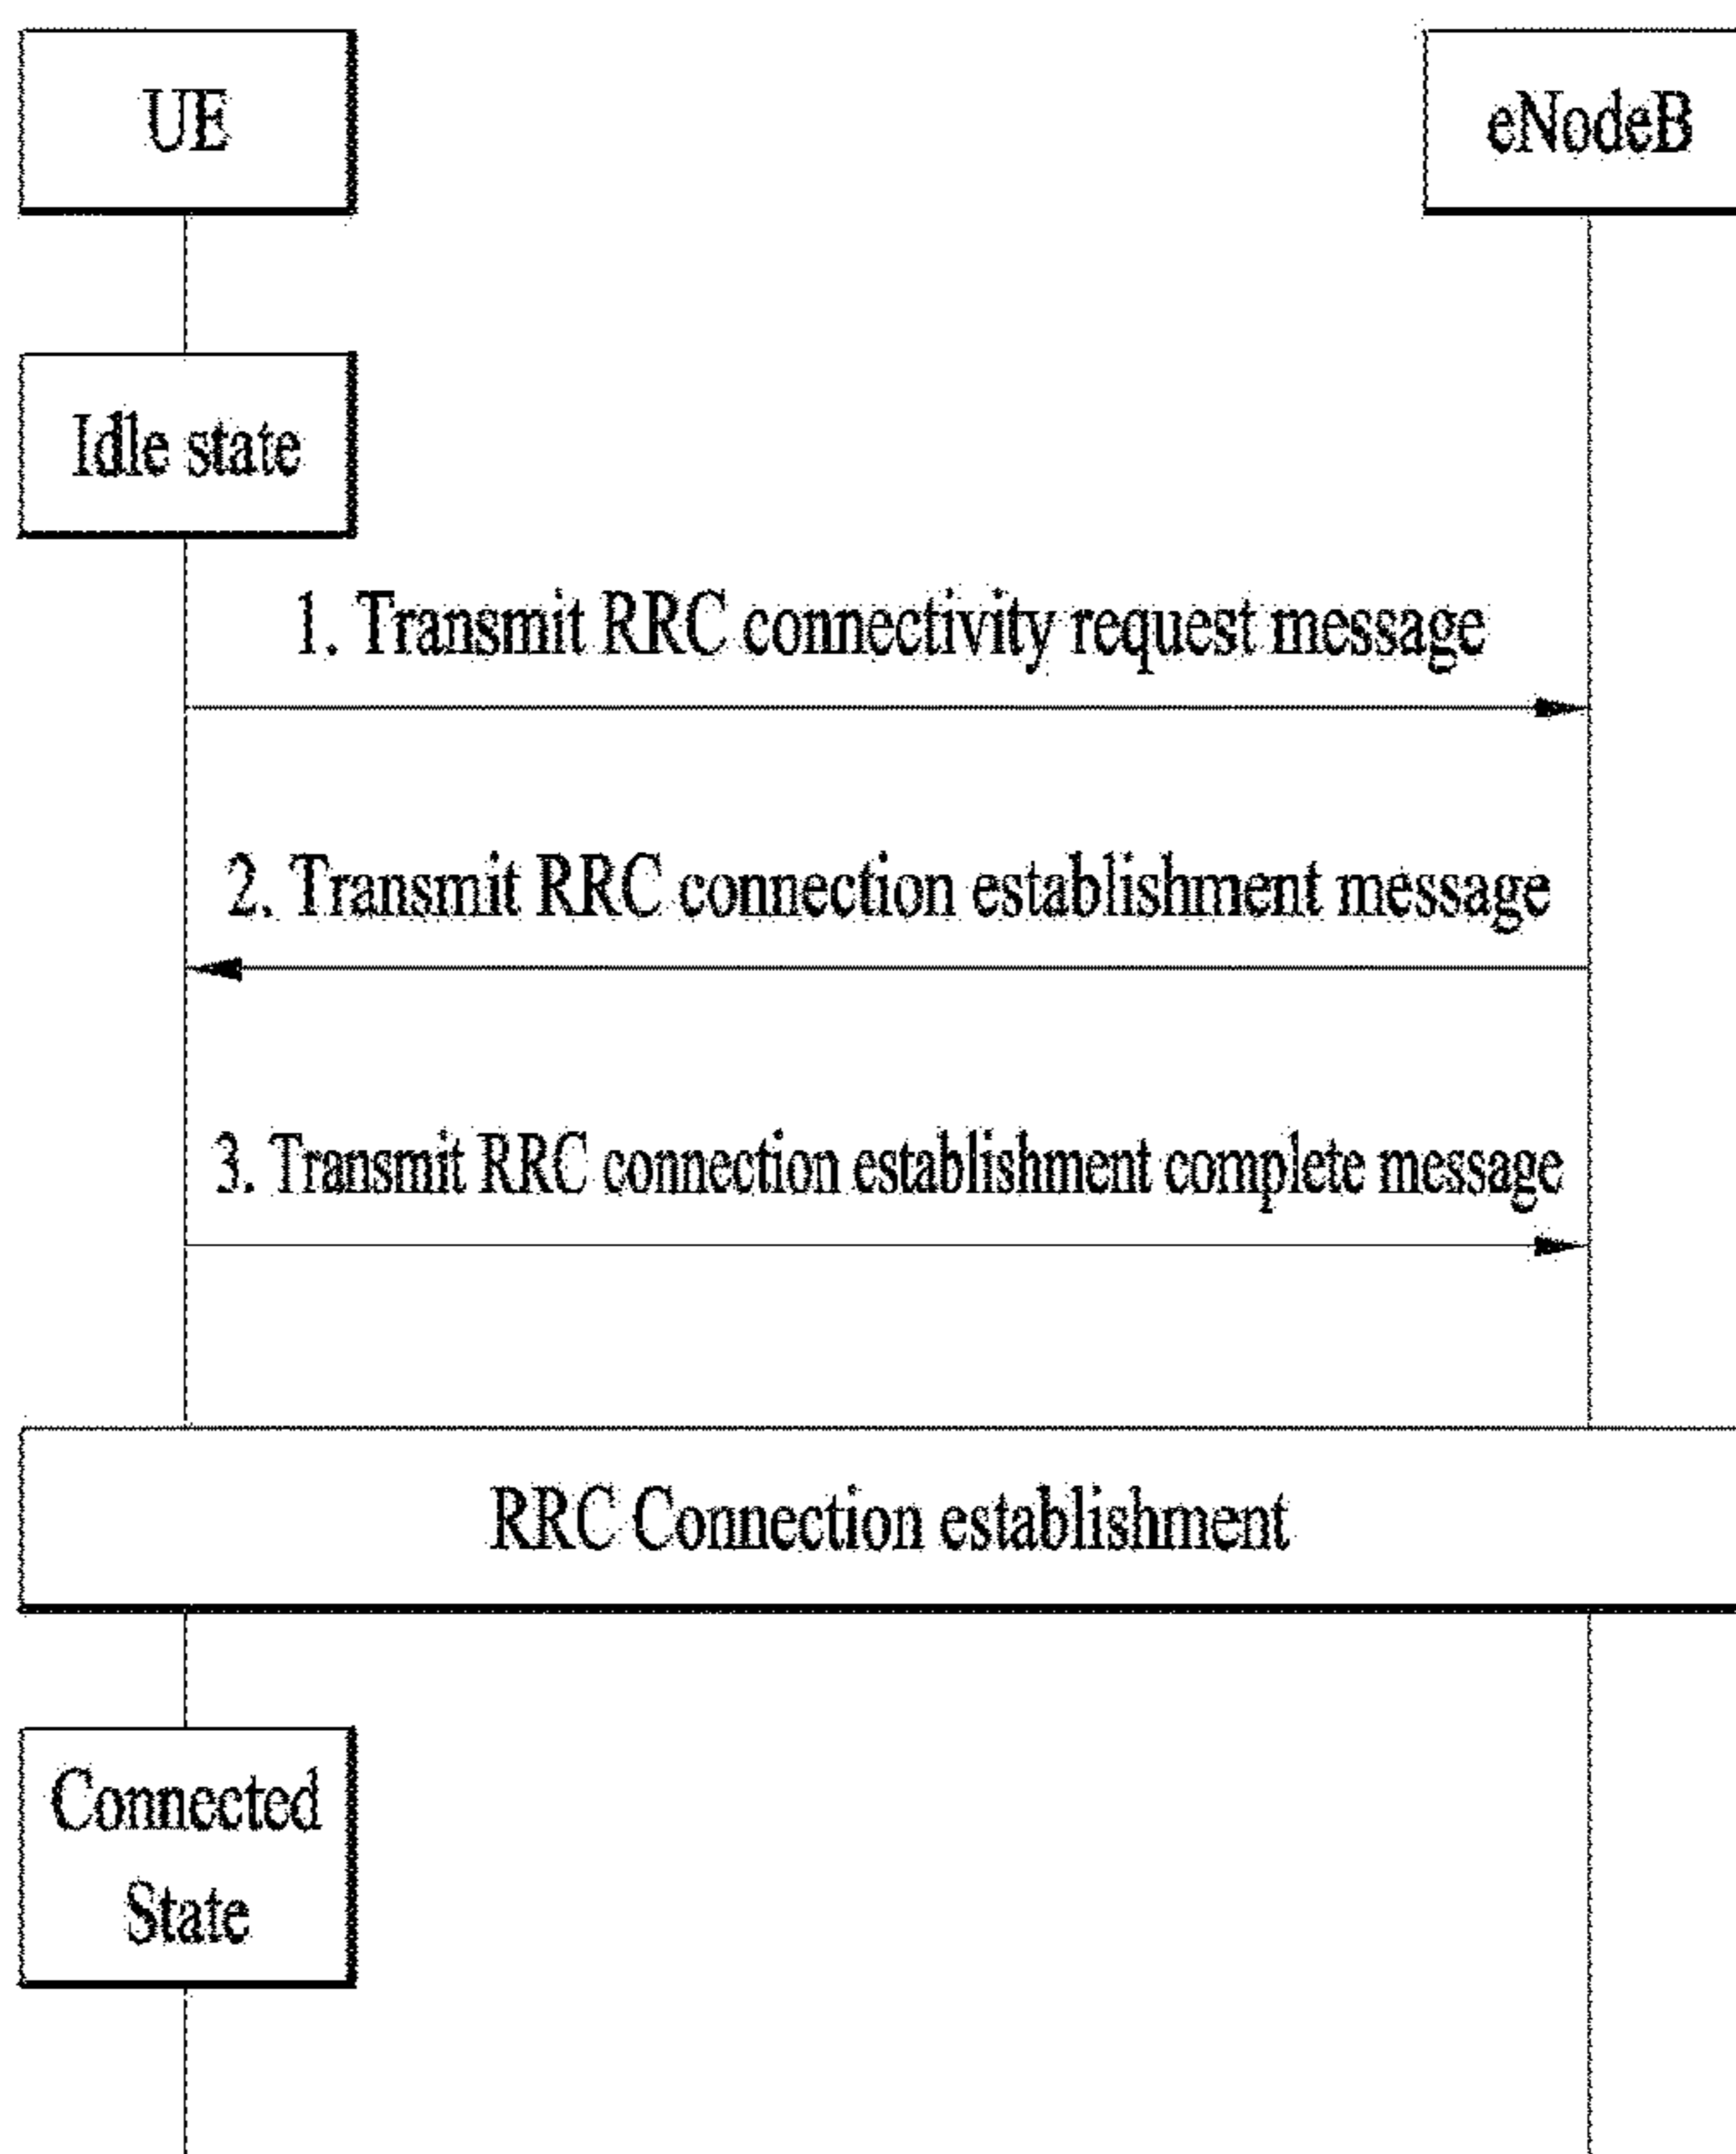 UE
eNodeB
Idle state
1. Transmit RRC connectivity request message
2. Transmit RRC connection establishment message
3. Transmit RRC connection establishment complete message
RRC Connection establishment
Connected
State